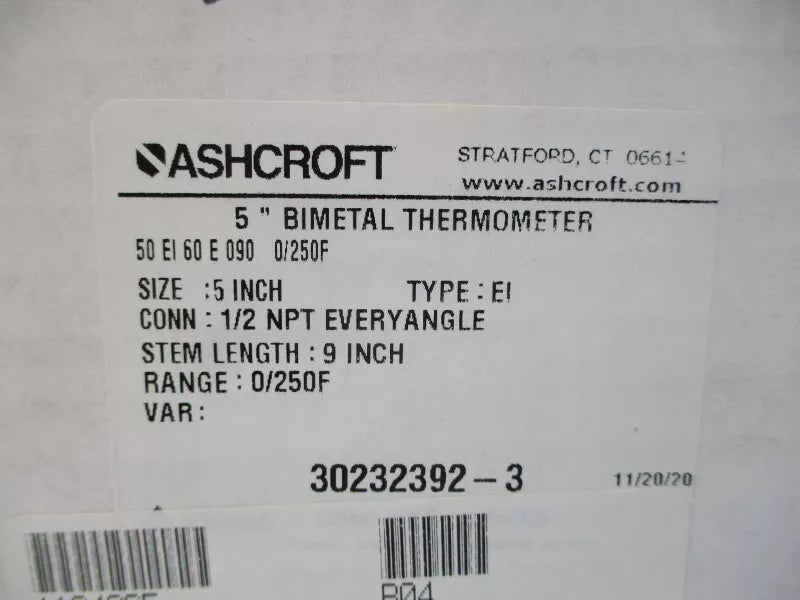 ASHCROFT STRATFORD, CT 0661
www.ashcroft.com
5 " BIMETAL THERMOMETER
50 EI 60 E 090 0/250F
SIZE :5 INCH TYPE : EI
CONN : 1/2 NPT EVERYANGLE
STEM LENGTH : 9 INCH
RANGE : 0/250F
VAR:
30232392-3 11/20/20
B04